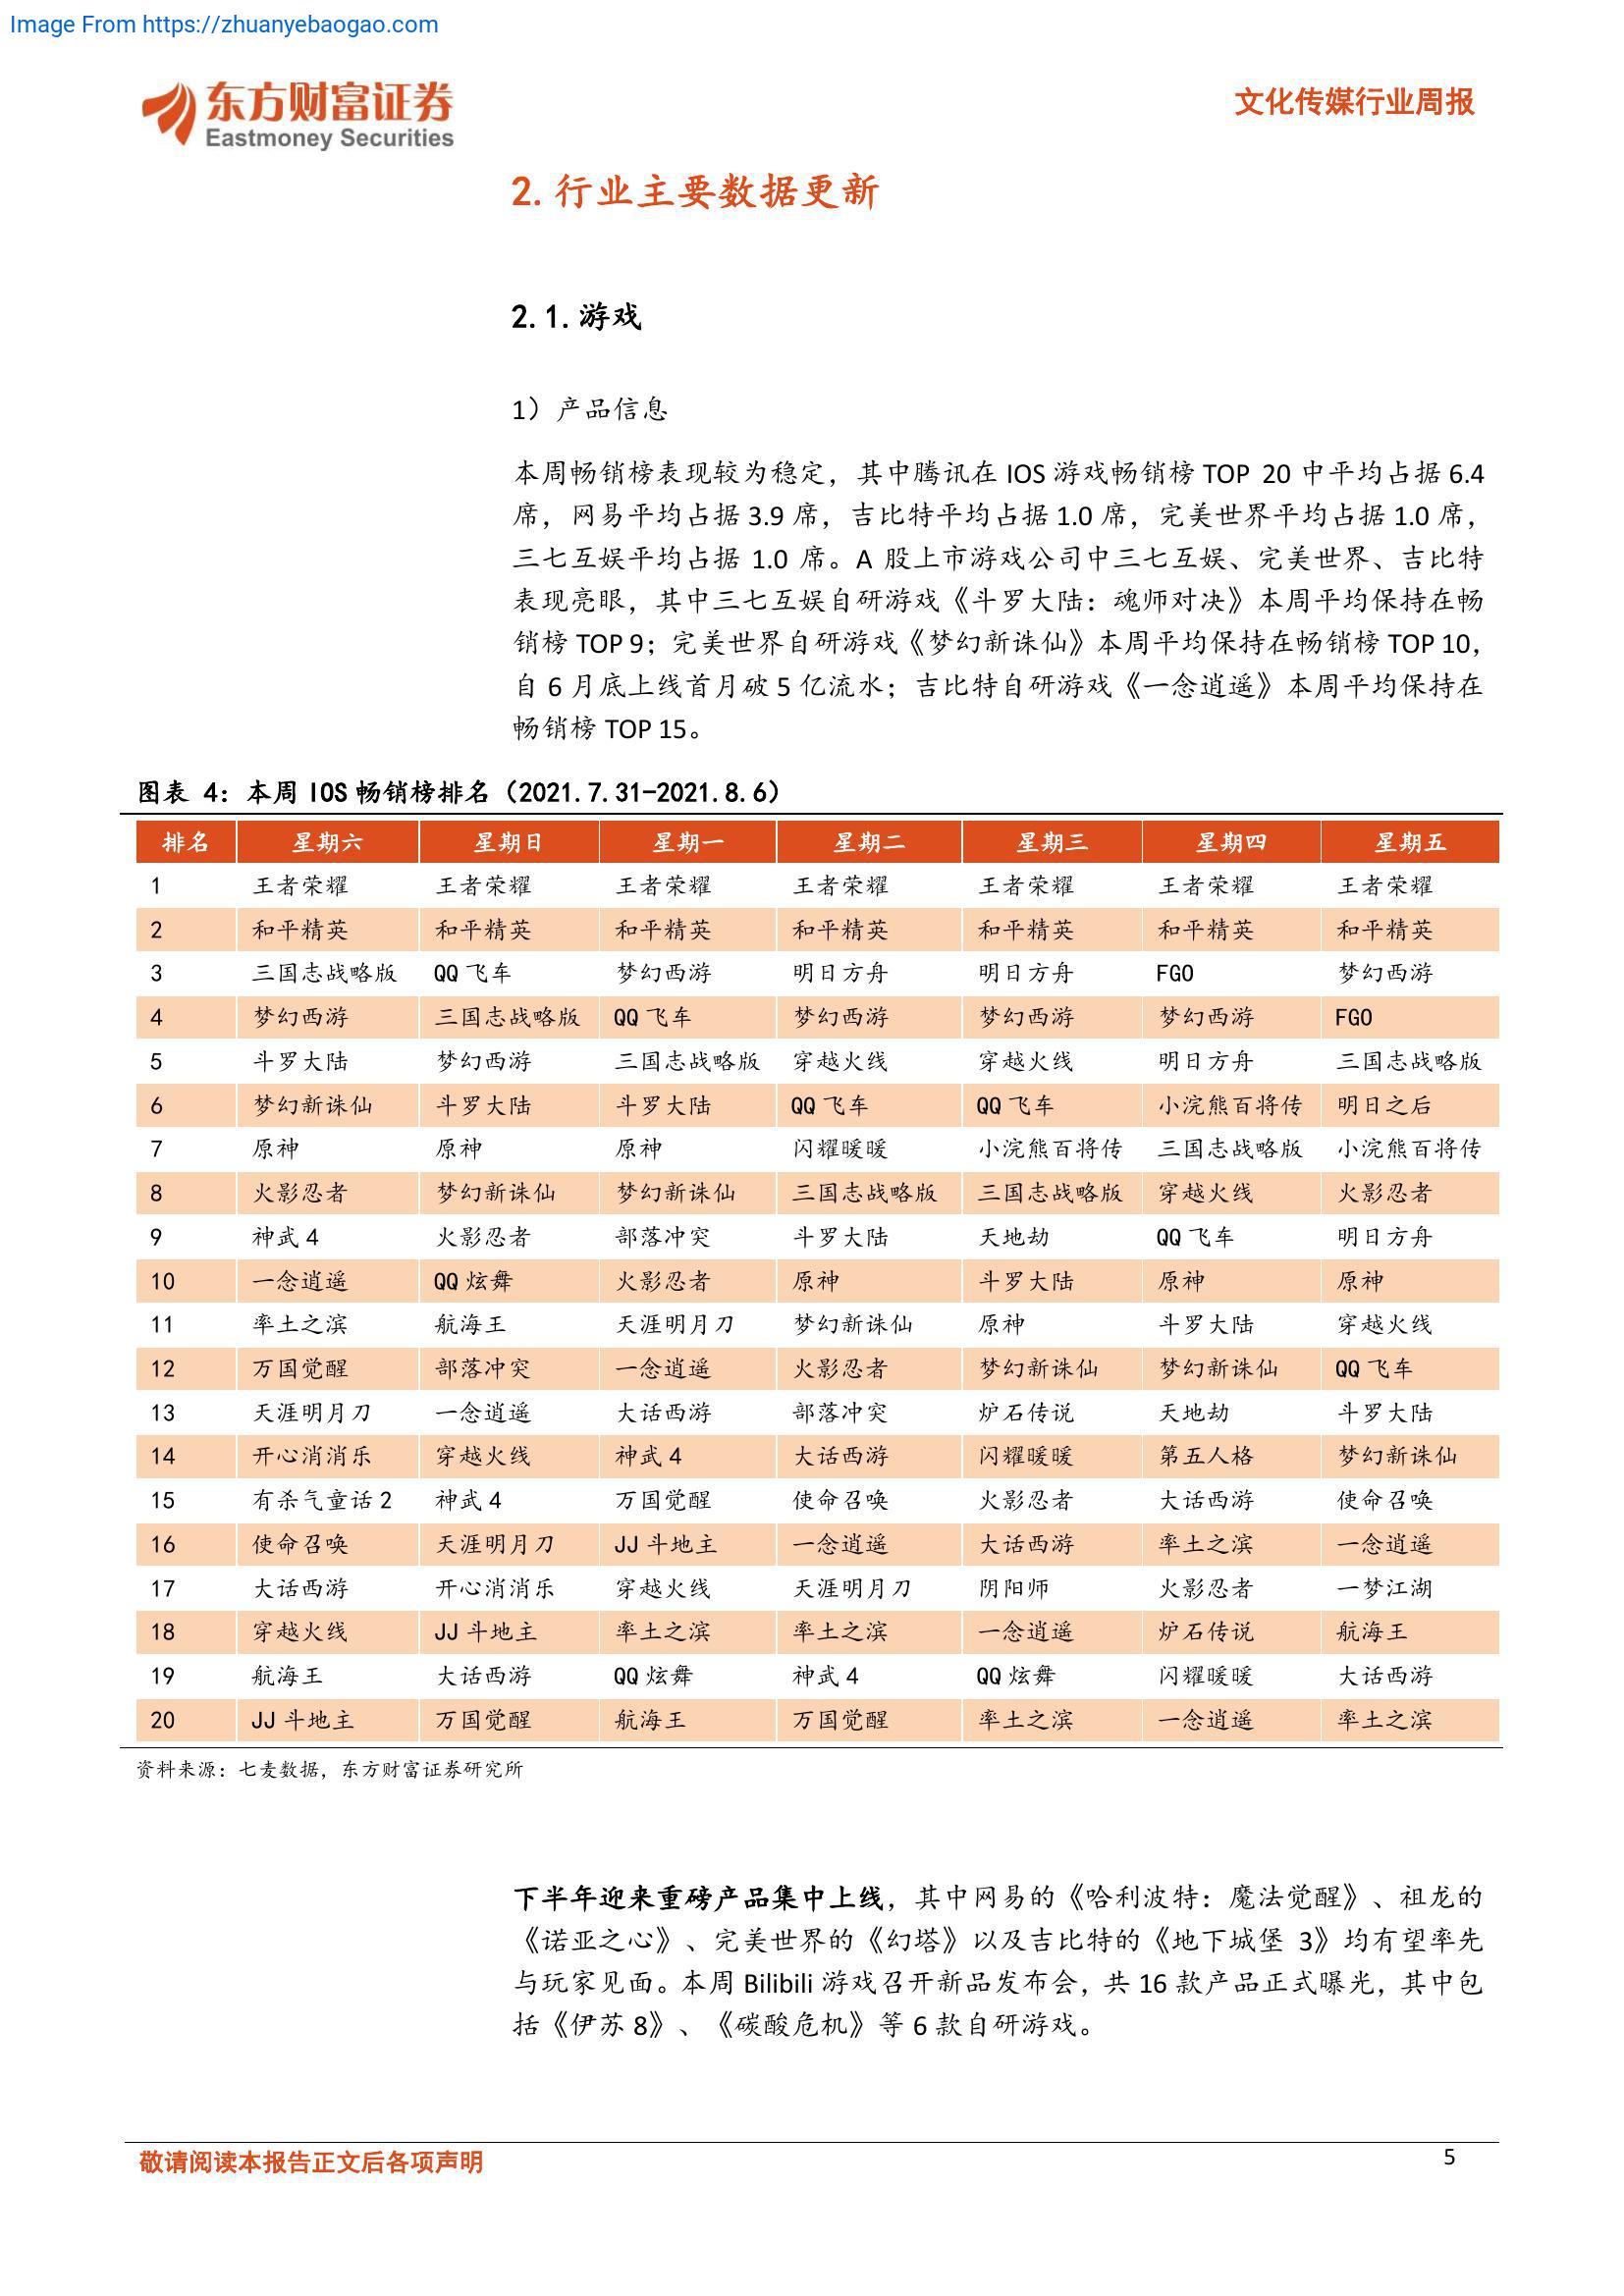 Image From https://zhuanyebaogao.com
东方财富证券
Eastmoney Securities
文化传媒行业周报
2. 行业主要数据更新
2.1.游戏
1）产品信息
本周畅销榜表现较为稳定，其中腾讯在 IOS 游戏畅销榜 TOP 20 中平均占据 6.4
席，网易平均占据 3.9 席，吉比特平均占据 1.0 席，完美世界平均占据 1.0 席，
三七互娱平均占据 1.0 席。A 股上市游戏公司中三七互娱、完美世界、吉比特
表现亮眼，其中三七互娱自研游戏《斗罗大陆：魂师对决》本周平均保持在畅
销榜 TOP 9；完美世界自研游戏《梦幻新诛仙》本周平均保持在畅销榜 TOP 10，
自 6 月底上线首月破 5 亿流水；吉比特自研游戏《一念逍遥》本周平均保持在
畅销榜 TOP 15。
图表 4：本周 IOS 畅销榜排名（2021.7.31-2021.8.6）
排名 星期六 星期日 星期一 星期二 星期三 星期四 星期五
1 王者荣耀 王者荣耀 王者荣耀 王者荣耀 王者荣耀 王者荣耀 王者荣耀
2 和平精英 和平精英 和平精英 和平精英 和平精英 和平精英 和平精英
3 三国志战略版 QQ 飞车 梦幻西游 明日方舟 明日方舟 FGO 梦幻西游
4 梦幻西游 三国志战略版 QQ 飞车 梦幻西游 梦幻西游 梦幻西游 FGO
5 斗罗大陆 梦幻西游 三国志战略版 穿越火线 穿越火线 明日方舟 三国志战略版
6 梦幻新诛仙 斗罗大陆 斗罗大陆 QQ 飞车 QQ 飞车 小浣熊百将传 明日之后
7 原神 原神 原神 闪耀暖暖 小浣熊百将传 三国志战略版 小浣熊百将传
8 火影忍者 梦幻新诛仙 梦幻新诛仙 三国志战略版 三国志战略版 穿越火线 火影忍者
9 神武 4 火影忍者 部落冲突 斗罗大陆 天地劫 QQ 飞车 明日方舟
10 一念逍遥 QQ 炫舞 火影忍者 原神 斗罗大陆 原神 原神
11 率土之滨 航海王 天涯明月刀 梦幻新诛仙 原神 斗罗大陆 穿越火线
12 万国觉醒 部落冲突 一念逍遥 火影忍者 梦幻新诛仙 梦幻新诛仙 QQ 飞车
13 天涯明月刀 一念逍遥 大话西游 部落冲突 炉石传说 天地劫 斗罗大陆
14 开心消消乐 穿越火线 神武 4 大话西游 闪耀暖暖 第五人格 梦幻新诛仙
15 有杀气童话 2 神武 4 万国觉醒 使命召唤 火影忍者 大话西游 使命召唤
16 使命召唤 天涯明月刀 JJ 斗地主 一念逍遥 大话西游 率土之滨 一念逍遥
17 大话西游 开心消消乐 穿越火线 天涯明月刀 阴阳师 火影忍者 一梦江湖
18 穿越火线 JJ 斗地主 率土之滨 率土之滨 一念逍遥 炉石传说 航海王
19 航海王 大话西游 QQ 炫舞 神武 4 QQ 炫舞 闪耀暖暖 大话西游
20 JJ 斗地主 万国觉醒 航海王 万国觉醒 率土之滨 一念逍遥 率土之滨
资料来源：七麦数据，东方财富证券研究所
下半年迎来重磅产品集中上线，其中网易的《哈利波特：魔法觉醒》、祖龙的
《诺亚之心》、完美世界的《幻塔》以及吉比特的《地下城堡 3》均有望率先
与玩家见面。本周 Bilibili 游戏召开新品发布会，共 16 款产品正式曝光，其中包
括《伊苏 8》、《碳酸危机》等 6 款自研游戏。
敬请阅读本报告正文后各项声明
5